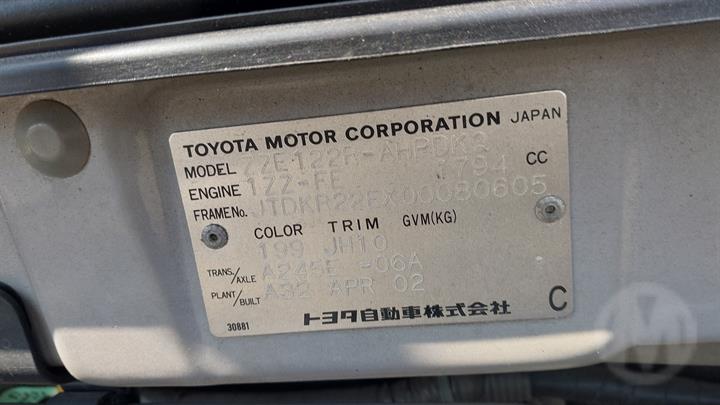 TOYOTA MOTOR CORPORATION JAPAN
MODEL ZZE122R-AHPDKQ
ENGINE 1ZZ-FE 1794 CC
FRAME No. JTDKR22EX00080605
COLOR TRIM GVM(KG)
199 JH10
TRANS./AXLE A245E -06A
PLANT/BUILT A32 APR 02
30881 トヨタ自動車株式会社 C
M